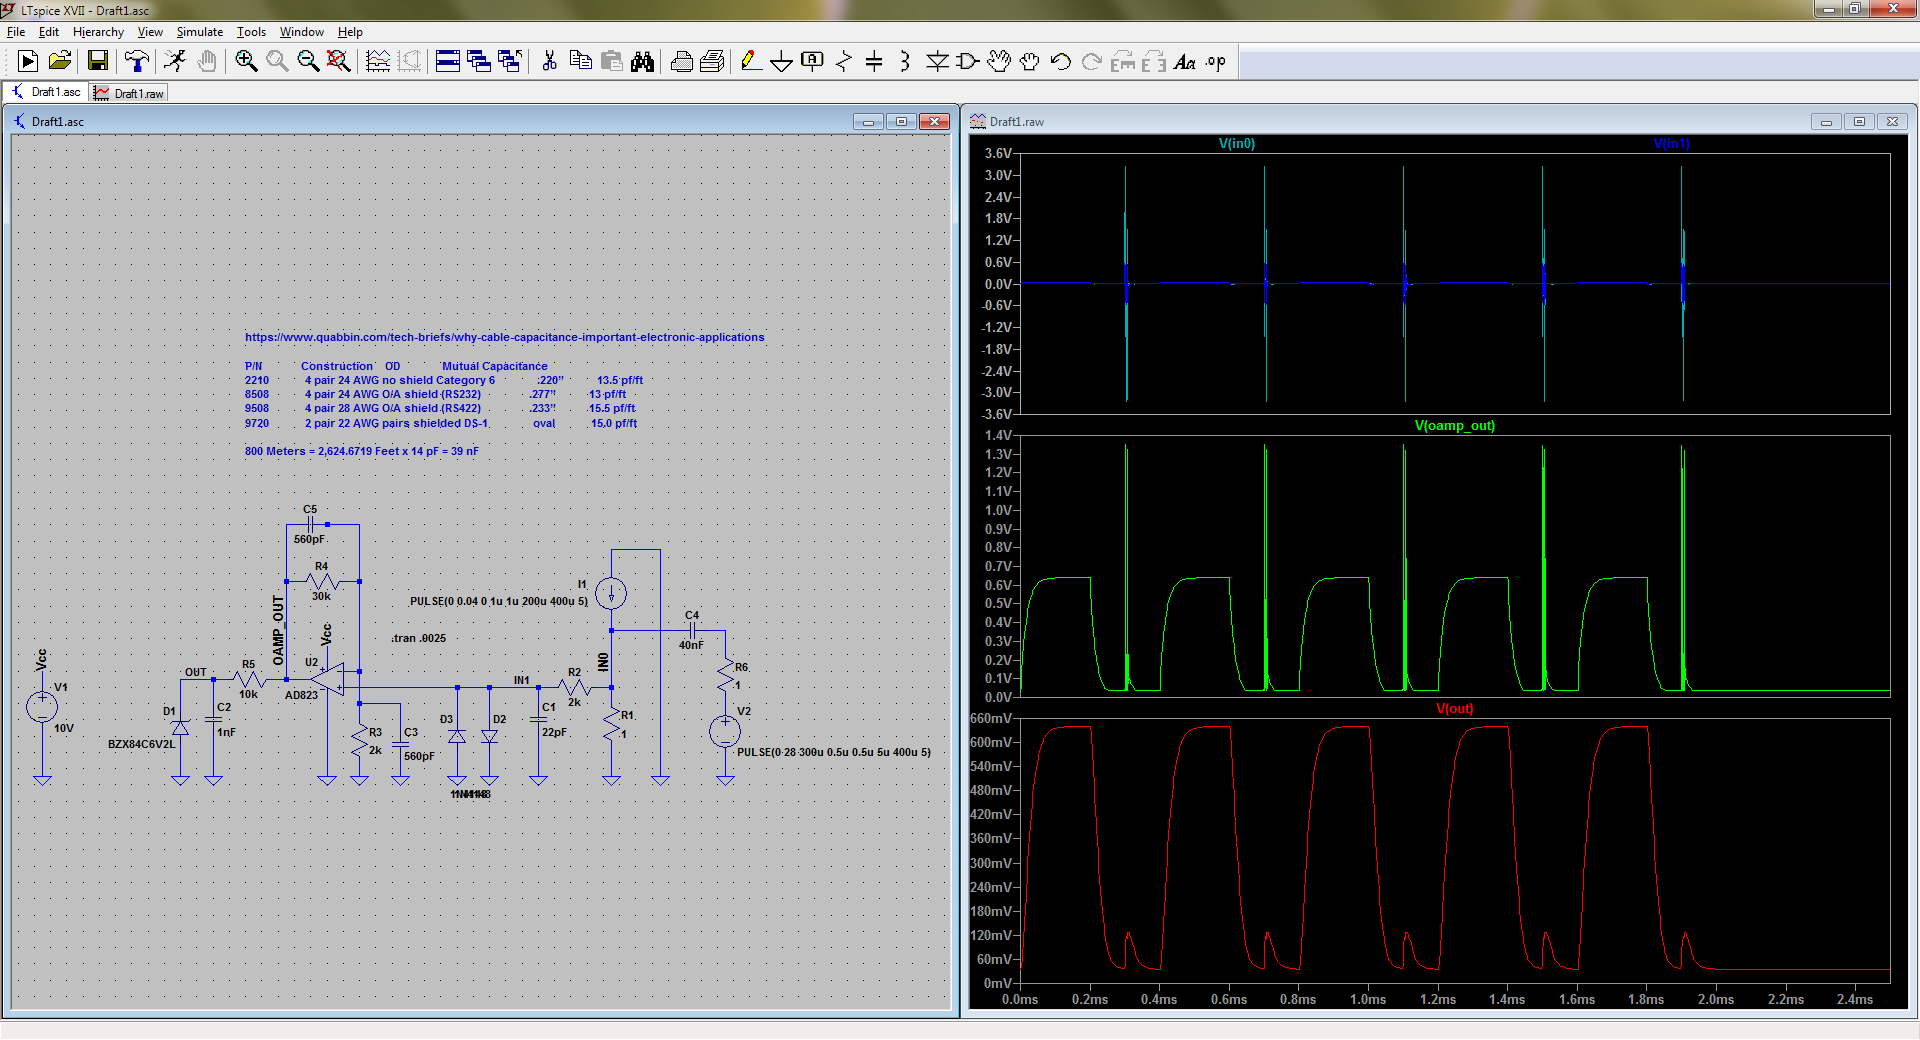 LTspice XVII - Draft1.asc
File Edit Hierarchy View Simulate Tools Window Help
.op
Draft1.asc Draft1.raw
Draft1.asc
https://www.quabbin.com/tech-briefs/why-cable-capacitance-important-electronic-applications
P/N Construction OD Mutual Capacitance
2210 4 pair 24 AWG no shield Category 6 .220" 13.5 pf/ft
8508 4 pair 24 AWG O/A shield (RS232) .277" 13 pf/ft
9508 4 pair 28 AWG O/A shield (RS422) .233" 15.5 pf/ft
9720 2 pair 22 AWG pairs shielded DS-1 oval 15.0 pf/ft
800 Meters = 2,624.6719 Feet x 14 pF = 39 nF
C5
560pF
R4
30k
I1
PULSE(0 0.04 0 1u 1u 200u 400u 5)
OAMP_OUT
Vcc
.tran .0025
C4
40nF
IN0
Vcc
V1
10V
OUT
R5
10k
U2
AD823
IN1
R2
2k
R6
1
D1
BZX84C6V2L
C2
1nF
R3
2k
C3
560pF
D3
D2
1N4148
C1
22pF
R1
1
V2
PULSE(0 28 300u 0.5u 0.5u 5u 400u 5)
Draft1.raw
V(in0) V(in1)
3.6V
3.0V
2.4V
1.8V
1.2V
0.6V
0.0V
-0.6V
-1.2V
-1.8V
-2.4V
-3.0V
-3.6V
V(oamp_out)
1.4V
1.3V
1.2V
1.1V
1.0V
0.9V
0.8V
0.7V
0.6V
0.5V
0.4V
0.3V
0.2V
0.1V
0.0V
V(out)
660mV
600mV
540mV
480mV
420mV
360mV
300mV
240mV
180mV
120mV
60mV
0mV
0.0ms 0.2ms 0.4ms 0.6ms 0.8ms 1.0ms 1.2ms 1.4ms 1.6ms 1.8ms 2.0ms 2.2ms 2.4ms